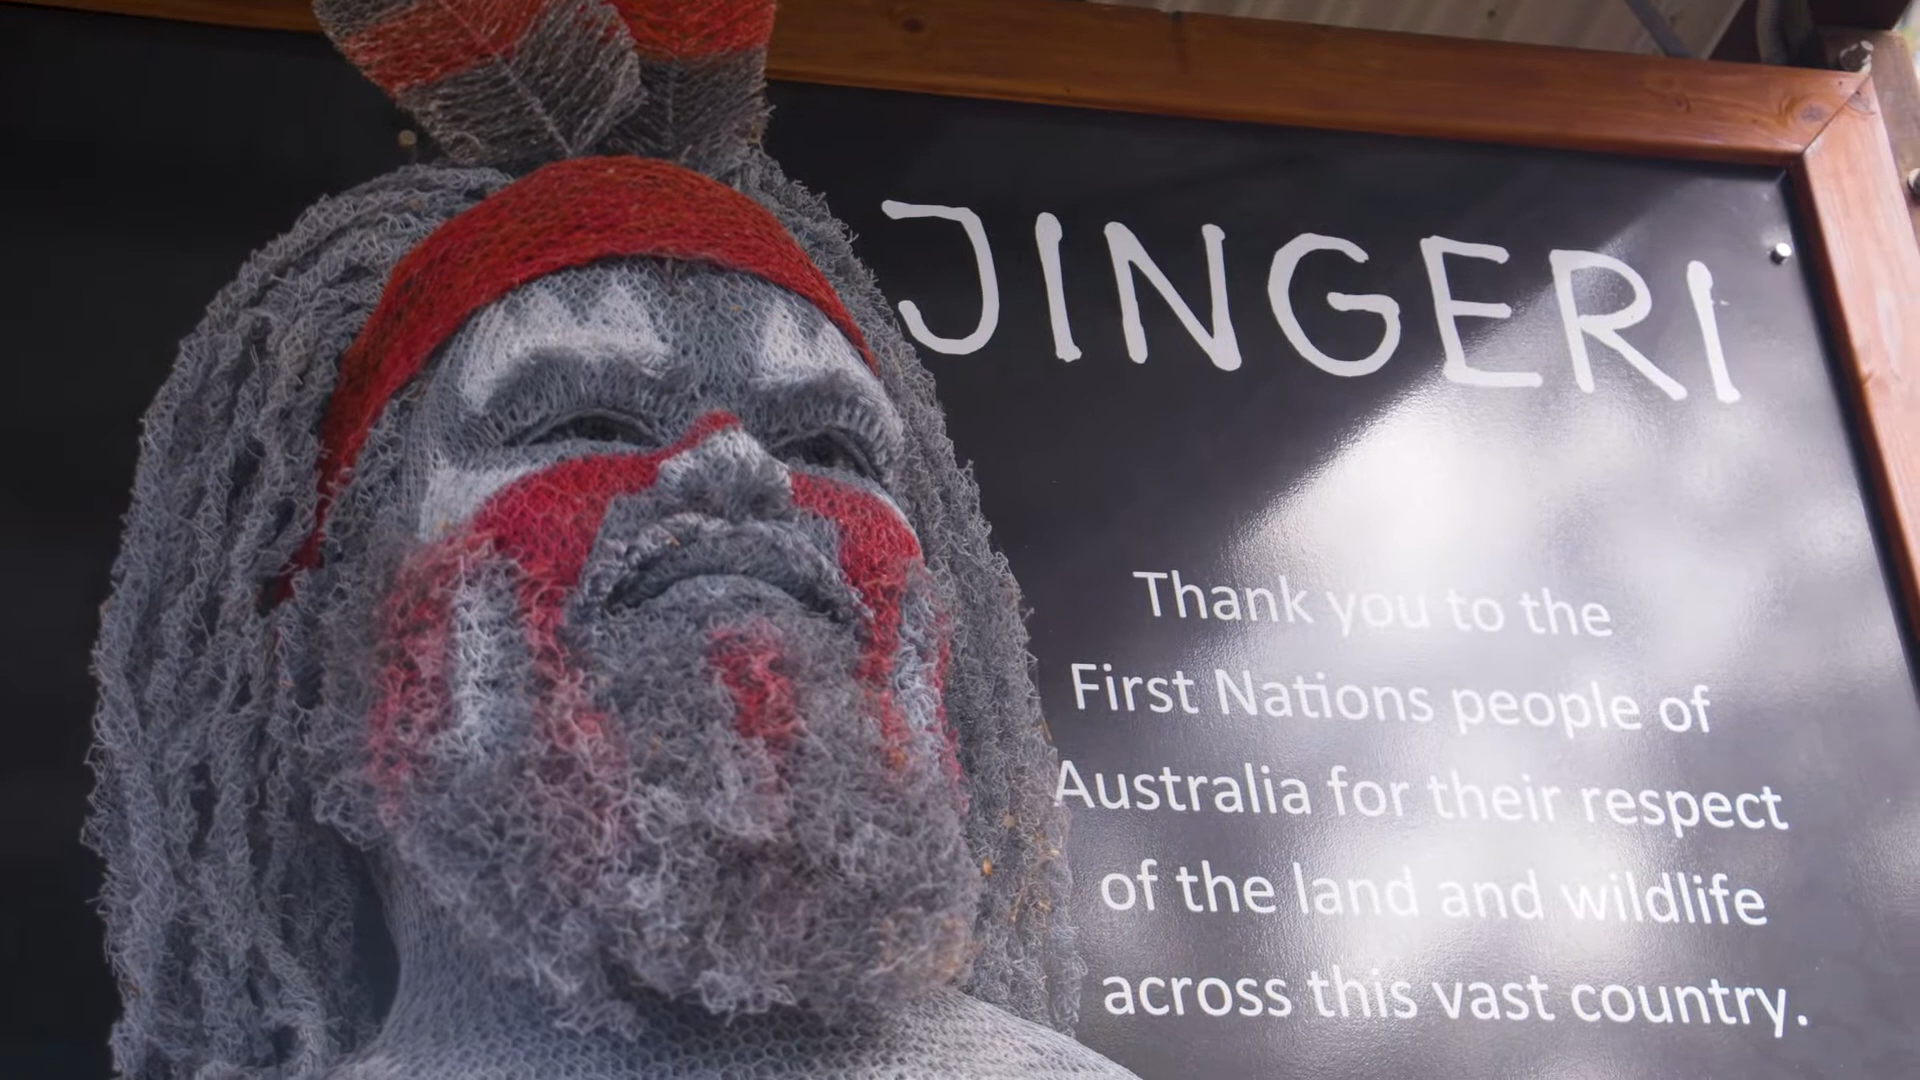 JINGERI
Thank you to the
First Nations people of
Australia for their respect
of the land and wildlife
across this vast country.